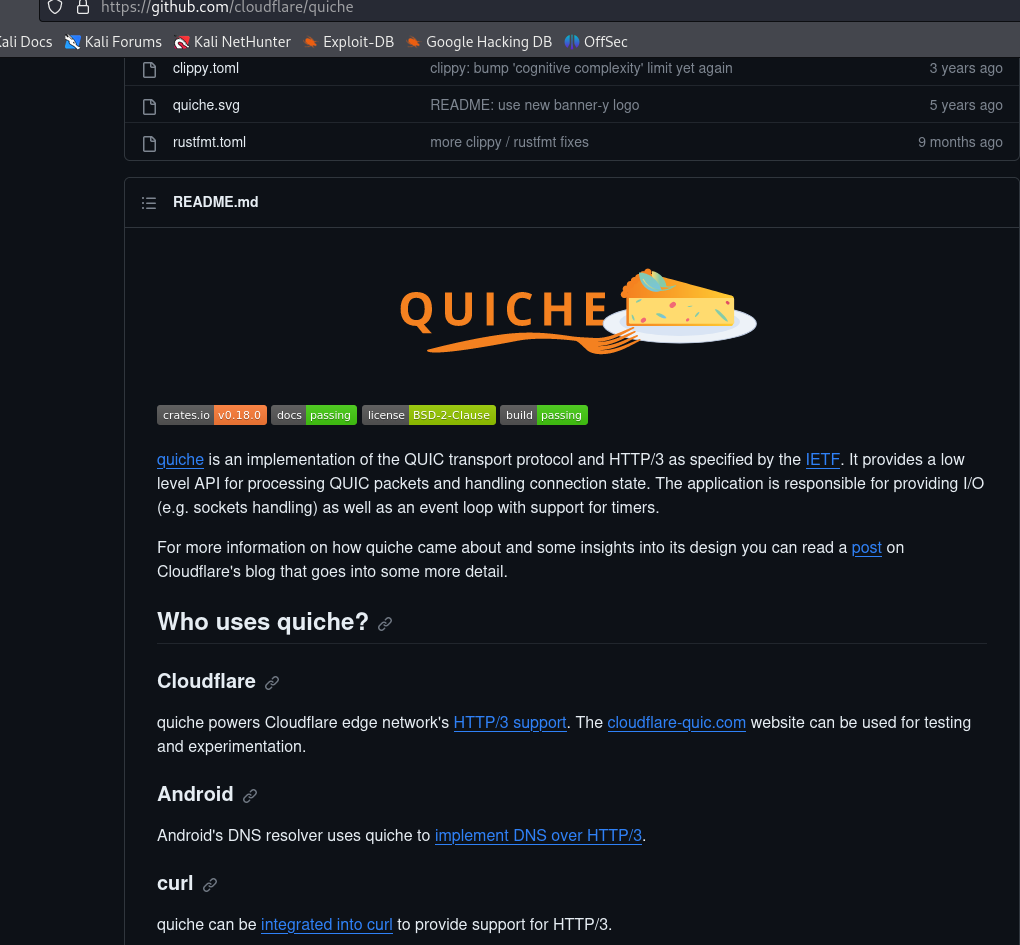 https://github.com/cloudflare/quiche
Kali Docs Kali Forums Kali NetHunter Exploit-DB Google Hacking DB OffSec
clippy.toml clippy: bump 'cognitive complexity' limit yet again 3 years ago
quiche.svg README: use new banner-y logo 5 years ago
rustfmt.toml more clippy / rustfmt fixes 9 months ago
README.md
QUICHE
crates.io v0.18.0 docs passing license BSD-2-Clause build passing
quiche is an implementation of the QUIC transport protocol and HTTP/3 as specified by the IETF. It provides a low
level API for processing QUIC packets and handling connection state. The application is responsible for providing I/O
(e.g. sockets handling) as well as an event loop with support for timers.
For more information on how quiche came about and some insights into its design you can read a post on
Cloudflare's blog that goes into some more detail.
Who uses quiche?
Cloudflare
quiche powers Cloudflare edge network's HTTP/3 support. The cloudflare-quic.com website can be used for testing
and experimentation.
Android
Android's DNS resolver uses quiche to implement DNS over HTTP/3.
curl
quiche can be integrated into curl to provide support for HTTP/3.